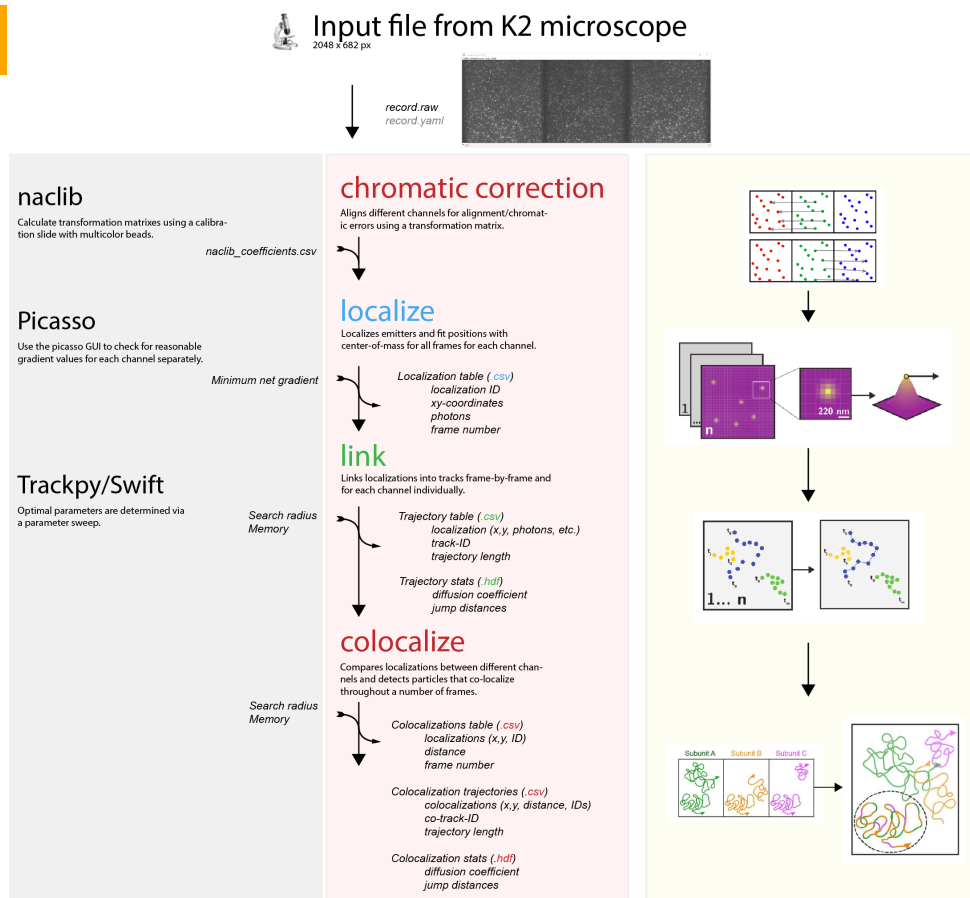 Input file from K2 microscope
2048 x 682 px
record.raw
record.yaml
naclib
Calculate transformation matrixes using a calibra-
tion slide with multicolor beads.
naclib_coefficients.csv
chromatic correction
Aligns different channels for alignment/chromat-
ic errors using a transformation matrix.
Picasso
Use the picasso GUI to check for reasonable
gradient values for each channel separately.
Minimum net gradient
localize
Localizes emitters and fit positions with
center-of-mass for all frames for each channel.
Localization table (.csv)
localization ID
xy-coordinates
photons
frame number
Trackpy/Swift
Optimal parameters are determined via
a parameter sweep.
Search radius
Memory
link
Links localizations into tracks frame-by-frame and
for each channel individually.
Trajectory table (.csv)
localization (x,y, photons, etc.)
track-ID
trajectory length
Trajectory stats (.hdf)
diffusion coefficient
jump distances
colocalize
Compares localizations between different chan-
nels and detects particles that co-localize
throughout a number of frames.
Search radius
Memory
Colocalizations table (.csv)
localizations (x,y, ID)
distance
frame number
Colocalization trajectories (.csv)
colocalizations (x,y, distance, IDs)
co-track-ID
trajectory length
Colocalization stats (.hdf)
diffusion coefficient
jump distances
1
...
n
220 nm
1... n
Subunit A
Subunit B
Subunit C